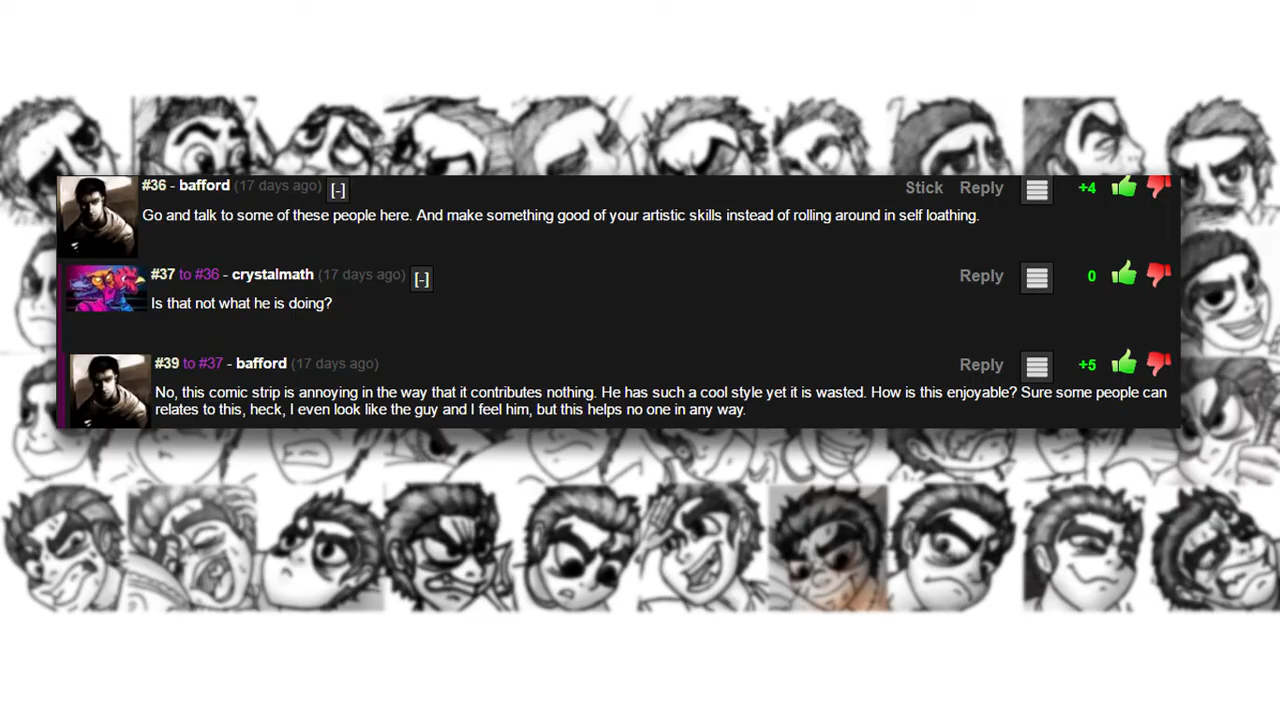 #36 - bafford (17 days ago) [-] Stick Reply +4
Go and talk to some of these people here. And make something good of your artistic skills instead of rolling around in self loathing.
#37 to #36 - crystalmath (17 days ago) [-] Reply 0
Is that not what he is doing?
#39 to #37 - bafford (17 days ago) Reply +5
No, this comic strip is annoying in the way that it contributes nothing. He has such a cool style yet it is wasted. How is this enjoyable? Sure some people can
relates to this, heck, I even look like the guy and I feel him, but this helps no one in any way.